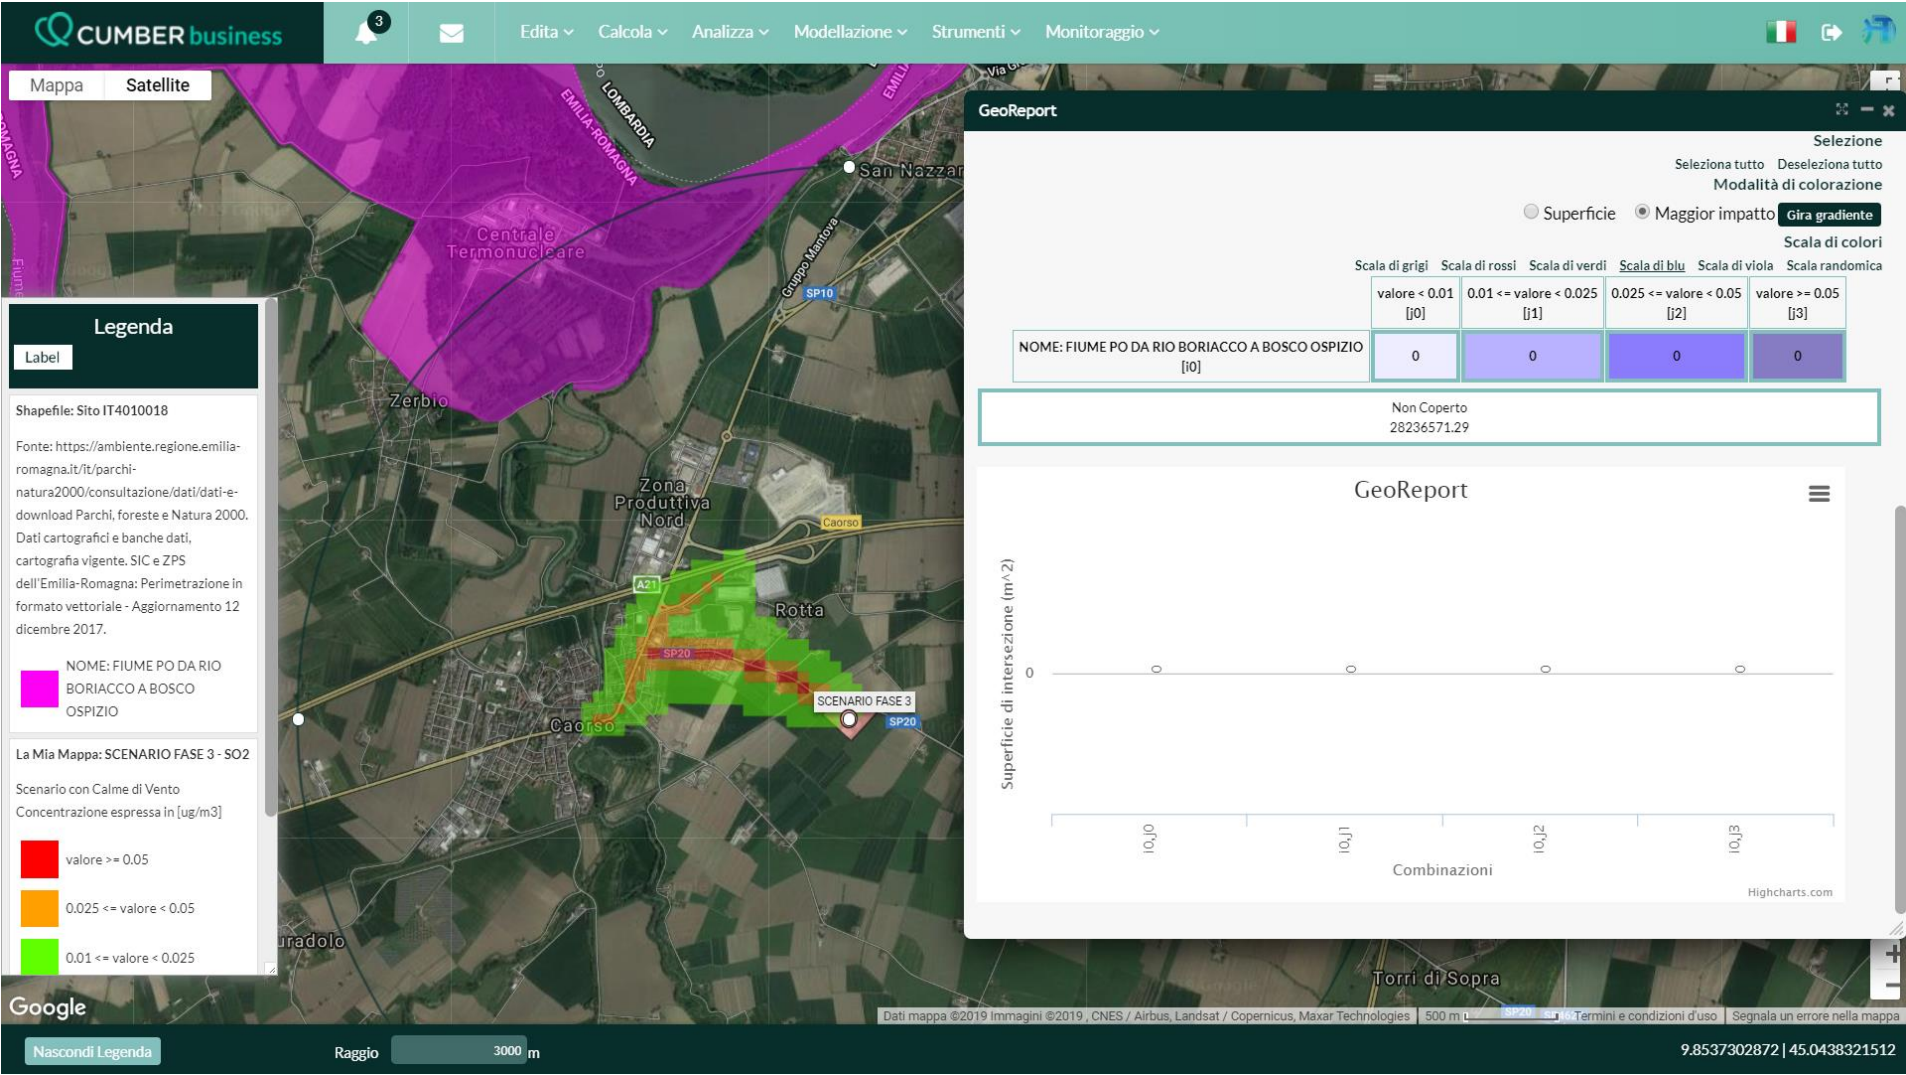 CUMBER business
3
Edita
Calcola
Analizza
Modellazione
Strumenti
Monitoraggio
Mappa
Satellite
EMILIA-ROMAGNA
LOMBARDIA
San Nazzar
Centrale
Termonucleare
Gruppo Mantova
SP10
Fiume
Zerbio
Zona
Produttiva
Nord
Caorso
A21
Rotta
SP20
SCENARIO FASE 3
SP20
Caorso
uradolo
Torri di Sopra
Legenda
Label
Shapefile: Sito IT4010018
Fonte: https://ambiente.regione.emilia-
romagna.it/it/parchi-
natura2000/consultazione/dati/dati-e-
download Parchi, foreste e Natura 2000.
Dati cartografici e banche dati,
cartografia vigente. SIC e ZPS
dell'Emilia-Romagna: Perimetrazione in
formato vettoriale - Aggiornamento 12
dicembre 2017.
NOME: FIUME PO DA RIO
BORIACCO A BOSCO
OSPIZIO
La Mia Mappa: SCENARIO FASE 3 - SO2
Scenario con Calme di Vento
Concentrazione espressa in [ug/m3]
valore >= 0.05
0.025 <= valore < 0.05
0.01 <= valore < 0.025
GeoReport
Selezione
Seleziona tutto Deseleziona tutto
Modalità di colorazione
Superficie Maggior impatto Gira gradiente
Scala di colori
Scala di grigi Scala di rossi Scala di verdi Scala di blu Scala di viola Scala randomica
valore < 0.01 0.01 <= valore < 0.025 0.025 <= valore < 0.05 valore >= 0.05
[j0] [j1] [j2] [j3]
NOME: FIUME PO DA RIO BORIACCO A BOSCO OSPIZIO
[i0]
0 0 0 0
Non Coperto
28236571.29
GeoReport
Superficie di intersezione (m^2)
0
0 0 0 0
i0,j0 i0,j1 i0,j2 i0,j3
Combinazioni
Highcharts.com
Google
Dati mappa ©2019 Immagini ©2019 , CNES / Airbus, Landsat / Copernicus, Maxar Technologies 500 m Termini e condizioni d'uso Segnala un errore nella mappa
Nascondi Legenda
Raggio 3000 m
9.8537302872 | 45.0438321512